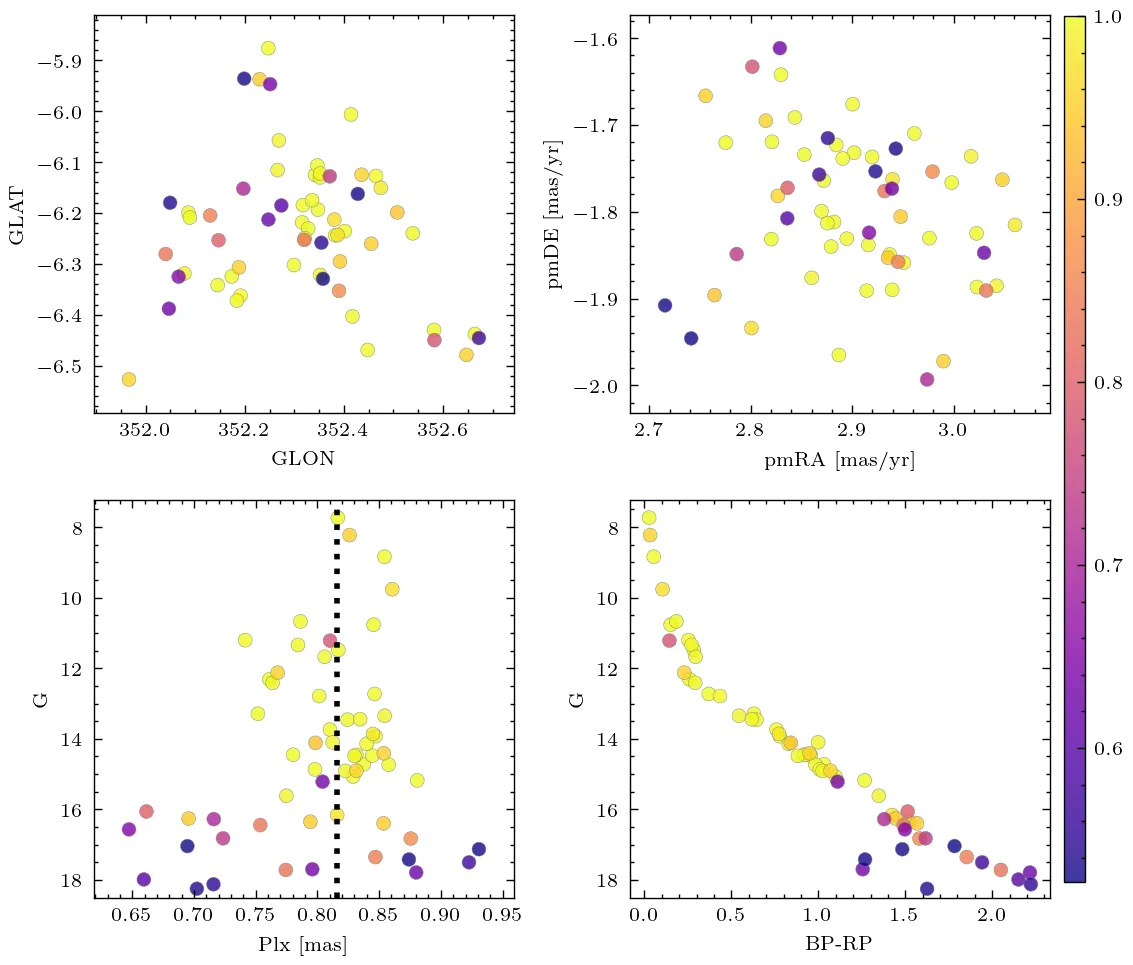 −5.9
−6.0
−6.1
−6.2
−6.3
−6.4
−6.5
GLAT
352.0 352.2 352.4 352.6
GLON
−1.6
−1.7
−1.8
−1.9
−2.0
pmDE [mas/yr]
2.7 2.8 2.9 3.0
pmRA [mas/yr]
8
10
12
14
16
18
G
0.65 0.70 0.75 0.80 0.85 0.90 0.95
Plx [mas]
8
10
12
14
16
18
G
0.0 0.5 1.0 1.5 2.0
BP-RP
1.0
0.9
0.8
0.7
0.6